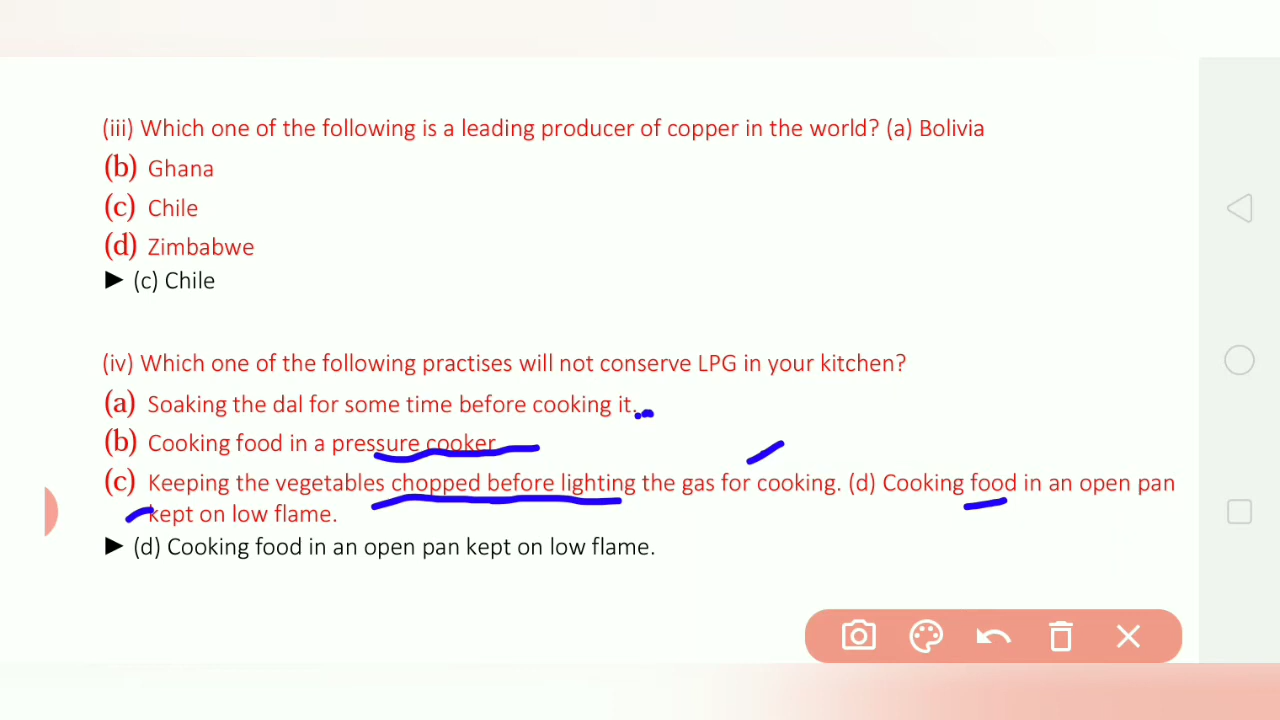 (iii) Which one of the following is a leading producer of copper in the world? (a) Bolivia
(b) Ghana
(c) Chile
(d) Zimbabwe
► (c) Chile
(iv) Which one of the following practises will not conserve LPG in your kitchen?
(a) Soaking the dal for some time before cooking it.
(b) Cooking food in a pressure cooker
(c) Keeping the vegetables chopped before lighting the gas for cooking. (d) Cooking food in an open pan
kept on low flame.
► (d) Cooking food in an open pan kept on low flame.